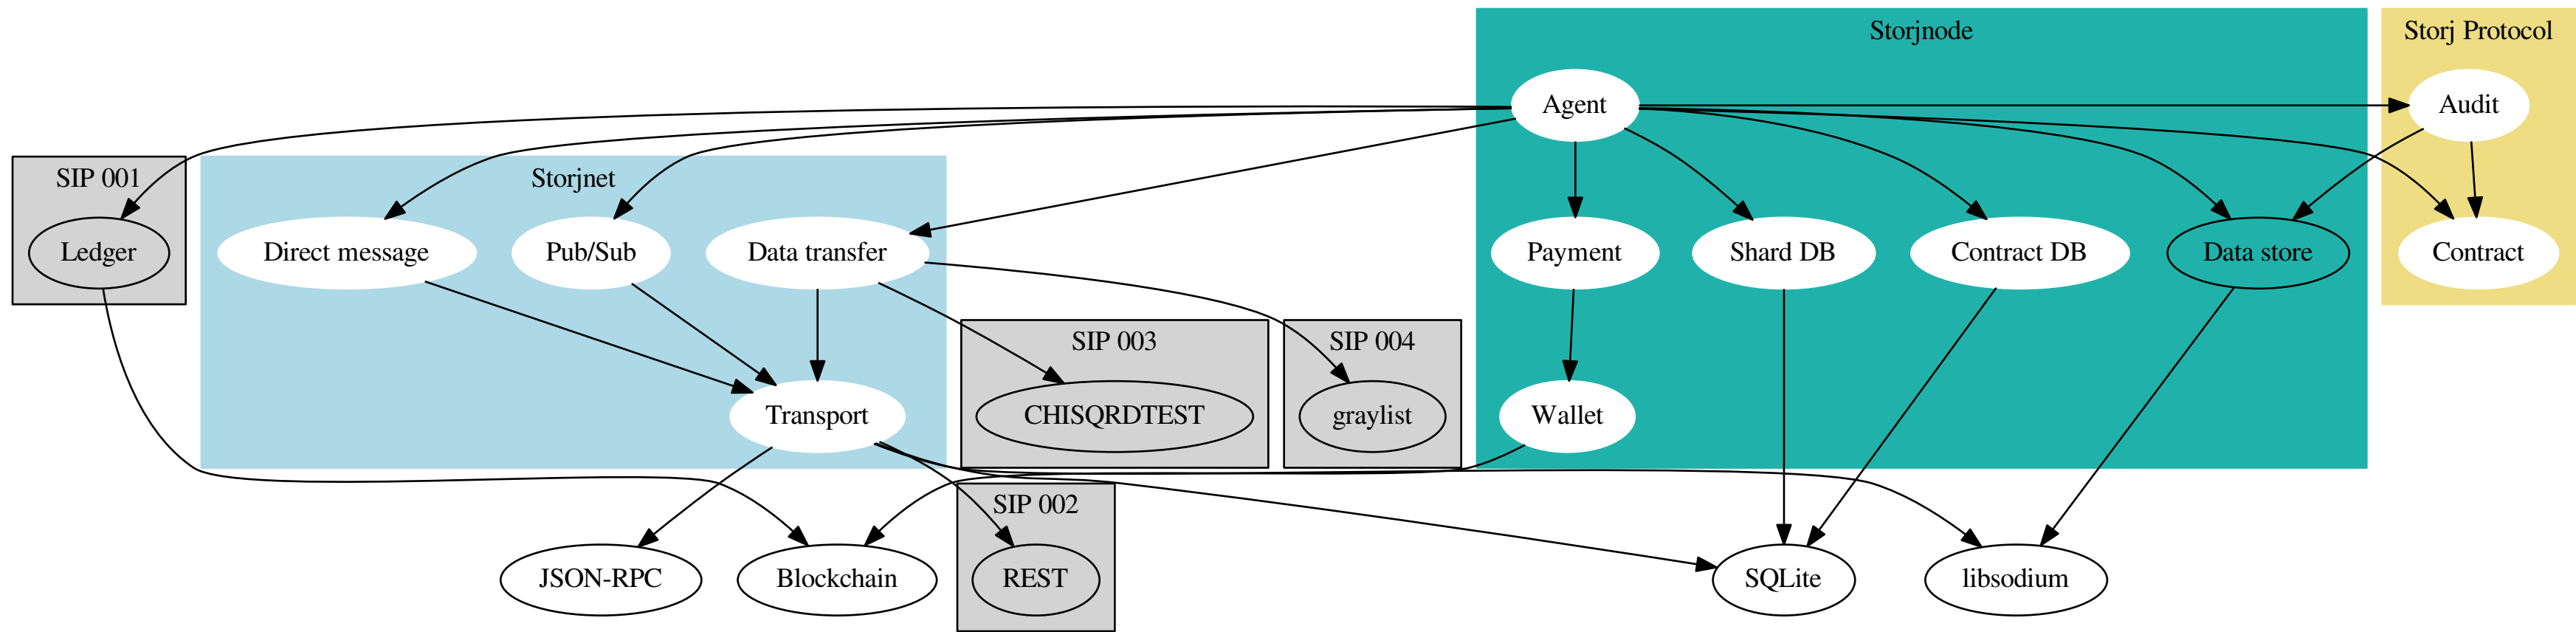 Storjnode
Storj Protocol
Agent
Audit
SIP 001
Storjnet
Ledger
Direct message
Pub/Sub
Data transfer
Payment
Shard DB
Contract DB
Data store
Contract
SIP 003
SIP 004
Transport
CHISQRDTEST
graylist
Wallet
SIP 002
JSON-RPC
Blockchain
REST
SQLite
libsodium